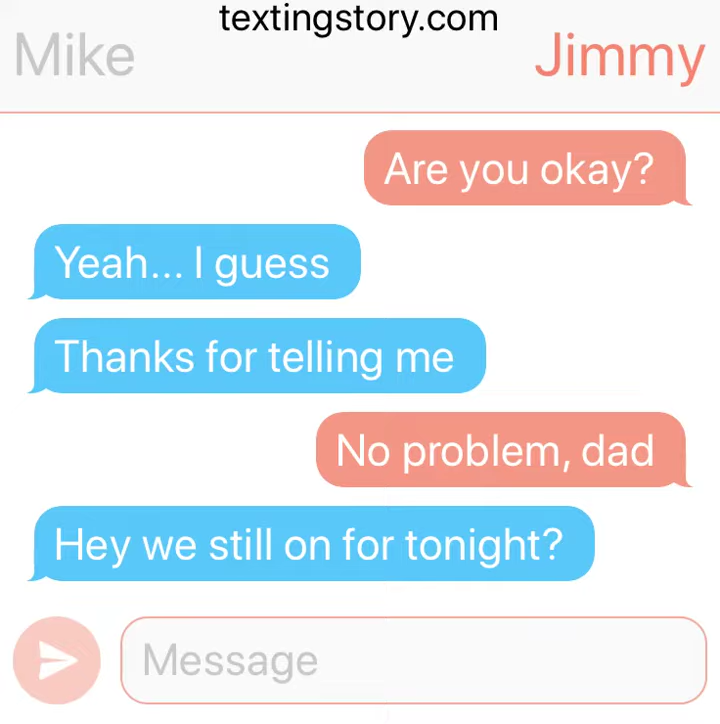 textingstory.com
Mike
Jimmy
Are you okay?
Yeah... I guess
Thanks for telling me
No problem, dad
Hey we still on for tonight?
Message